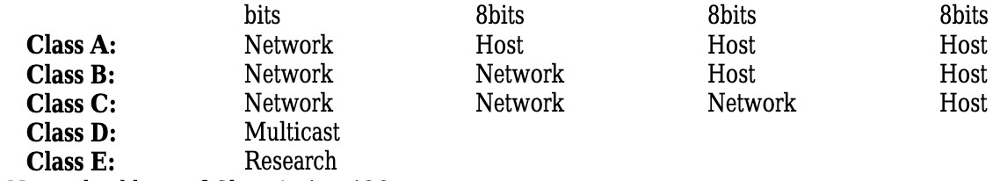 bits 8bits 8bits 8bits
Class A: Network Host Host Host
Class B: Network Network Host Host
Class C: Network Network Network Host
Class D: Multicast
Class E: Research